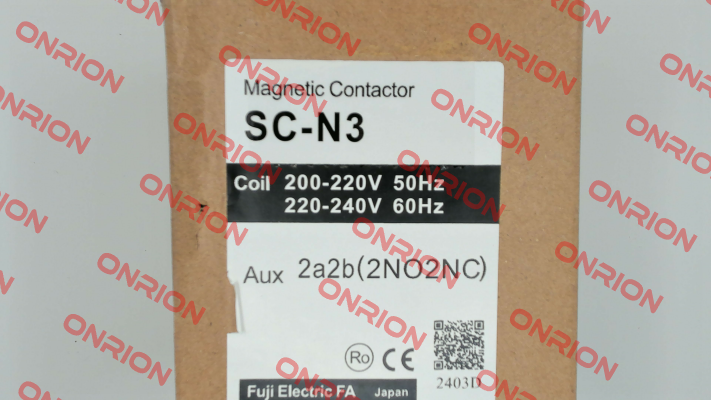 Magnetic Contactor
SC-N3
Coil 200-220V 50Hz
220-240V 60Hz
Aux 2a2b(2NO2NC)
Ro CE
2403D
Fuji Electric FA Japan
ONRION